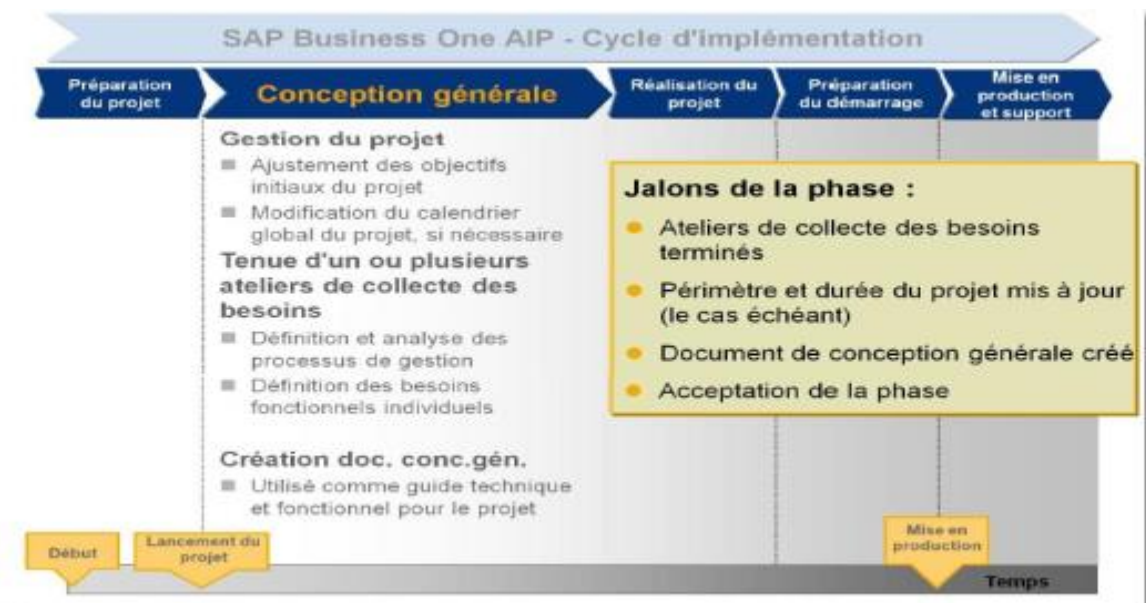 SAP Business One AIP - Cycle d'implémentation
Préparation
du projet
Conception générale
Réalisation du
projet
Préparation
du démarrage
Mise en
production
et support
Gestion du projet
Ajustement des objectifs
initiaux du projet
Modification du calendrier
global du projet, si nécessaire
Tenue d'un ou plusieurs
ateliers de collecte des
besoins
Définition et analyse des
processus de gestion
Définition des besoins
fonctionnels individuels
Création doc. conc.gén.
Utilisé comme guide technique
et fonctionnel pour le projet
Jalons de la phase :
Ateliers de collecte des besoins
terminés
Périmètre et durée du projet mis à jour
(le cas échéant)
Document de conception générale créé
Acceptation de la phase
Début
Lancement du
projet
Mise en
production
Temps